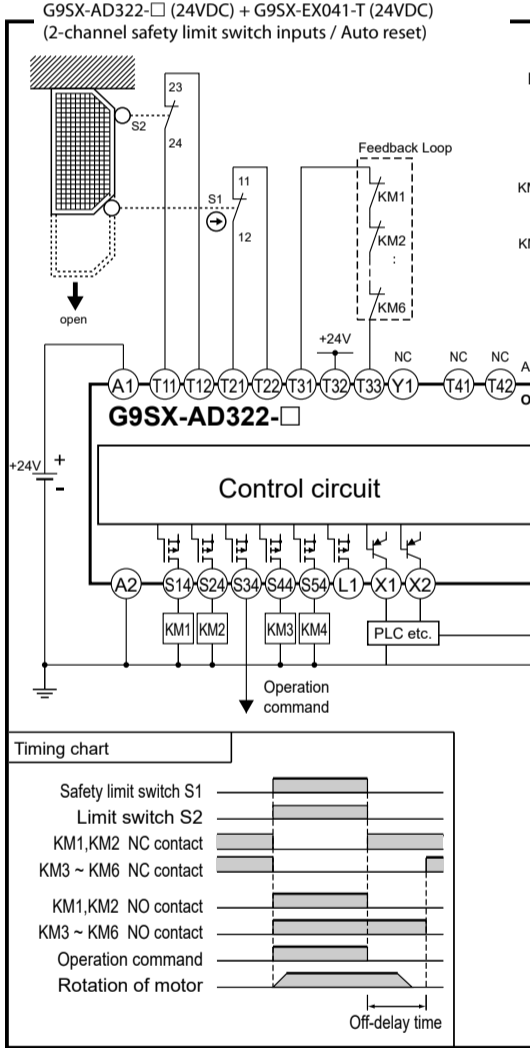 G9SX-AD322-□ (24VDC) + G9SX-EX041-T (24VDC)
(2-channel safety limit switch inputs / Auto reset)
23
S2
24
Feedback Loop
11
S1
12
KM1
KM2
:
KM6
open
+24V
NC NC NC
A1 T11 T12 T21 T22 T31 T32 T33 Y1 T41 T42
G9SX-AD322-□
+24V
+
-
Control circuit
A2 S14 S24 S34 S44 S54 L1 X1 X2
KM1 KM2 KM3 KM4 PLC etc.
Operation
command
Timing chart
Safety limit switch S1
Limit switch S2
KM1,KM2 NC contact
KM3 ~ KM6 NC contact
KM1,KM2 NO contact
KM3 ~ KM6 NO contact
Operation command
Rotation of motor
Off-delay time